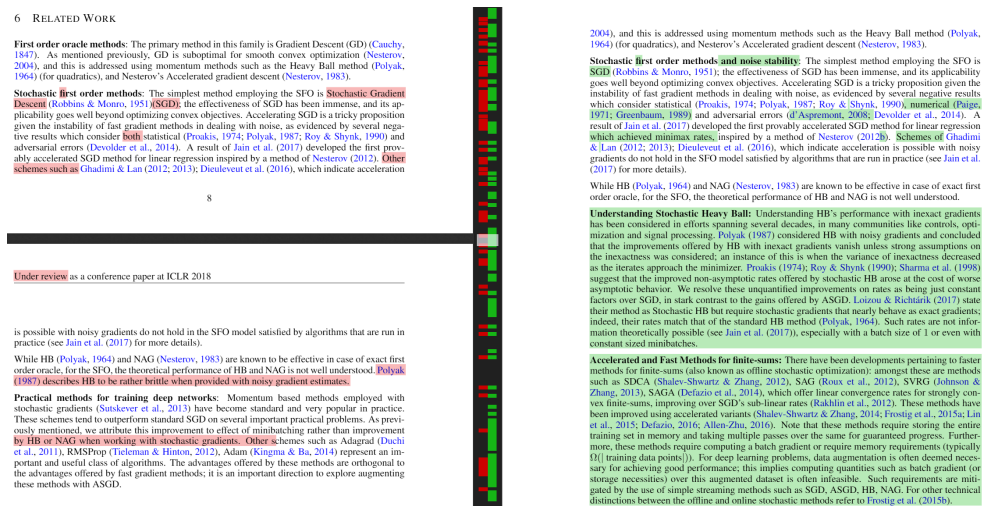 6 RELATED WORK
First order oracle methods: The primary method in this family is Gradient Descent (GD) (Cauchy,
1847). As mentioned previously, GD is suboptimal for smooth convex optimization (Nesterov,
2004), and this is addressed using momentum methods such as the Heavy Ball method (Polyak,
1964) (for quadratics), and Nesterov's Accelerated gradient descent (Nesterov, 1983).
Stochastic first order methods: The simplest method employing the SFO is Stochastic Gradient
Descent (Robbins & Monro, 1951)(SGD); the effectiveness of SGD has been immense, and its ap-
plicability goes well beyond optimizing convex objectives. Accelerating SGD is a tricky proposition
given the instability of fast gradient methods in dealing with noise, as evidenced by several nega-
tive results which consider both statistical (Proakis, 1974; Polyak, 1987; Roy & Shynk, 1990) and
adversarial errors (Devolder et al., 2014). A result of Jain et al. (2017) developed the first prov-
ably accelerated SGD method for linear regression inspired by a method of Nesterov (2012). Other
schemes such as Ghadimi & Lan (2012; 2013); Dieuleveut et al. (2016), which indicate acceleration
8
Under review as a conference paper at ICLR 2018
is possible with noisy gradients do not hold in the SFO model satisfied by algorithms that are run in
practice (see Jain et al. (2017) for more details).
While HB (Polyak, 1964) and NAG (Nesterov, 1983) are known to be effective in case of exact first
order oracle, for the SFO, the theoretical performance of HB and NAG is not well understood. Polyak
(1987) describes HB to be rather brittle when provided with noisy gradient estimates.
Practical methods for training deep networks: Momentum based methods employed with
stochastic gradients (Sutskever et al., 2013) have become standard and very popular in practice.
These schemes tend to outperform standard SGD on several important practical problems. As pre-
viously mentioned, we attribute this improvement to effect of minibatching rather than improvement
by HB or NAG when working with stochastic gradients. Other schemes such as Adagrad (Duchi
et al., 2011), RMSProp (Tieleman & Hinton, 2012), Adam (Kingma & Ba, 2014) represent an im-
portant and useful class of algorithms. The advantages offered by these methods are orthogonal to
the advantages offered by fast gradient methods; it is an important direction to explore augmenting
these methods with ASGD.
2004), and this is addressed using momentum methods such as the Heavy Ball method (Polyak,
1964) (for quadratics), and Nesterov's Accelerated gradient descent (Nesterov, 1983).
Stochastic first order methods and noise stability: The simplest method employing the SFO is
SGD (Robbins & Monro, 1951); the effectiveness of SGD has been immense, and its applicability
goes well beyond optimizing convex objectives. Accelerating SGD is a tricky proposition given the
instability of fast gradient methods in dealing with noise, as evidenced by several negative results
which consider statistical (Proakis, 1974; Polyak, 1987; Roy & Shynk, 1990), numerical (Paige,
1971; Greenbaum, 1989) and adversarial errors (d'Aspremont, 2008; Devolder et al., 2014). A
result of Jain et al. (2017) developed the first provably accelerated SGD method for linear regression
which achieved minimax rates, inspired by a method of Nesterov (2012b). Schemes of Ghadimi
& Lan (2012; 2013); Dieuleveut et al. (2016), which indicate acceleration is possible with noisy
gradients do not hold in the SFO model satisfied by algorithms that are run in practice (see Jain et al.
(2017) for more details).
While HB (Polyak, 1964) and NAG (Nesterov, 1983) are known to be effective in case of exact first
order oracle, for the SFO, the theoretical performance of HB and NAG is not well understood.
Understanding Stochastic Heavy Ball: Understanding HB's performance with inexact gradients
has been considered in efforts spanning several decades, in many communities like controls, opti-
mization and signal processing. Polyak (1987) considered HB with noisy gradients and concluded
that the improvements offered by HB with inexact gradients vanish unless strong assumptions on
the inexactness was considered; an instance of this is when the variance of inexactness decreased
as the iterates approach the minimizer. Proakis (1974); Roy & Shynk (1990); Sharma et al. (1998)
suggest that the improved non-asymptotic rates offered by stochastic HB arose at the cost of worse
asymptotic behavior. We resolve these unquantified improvements on rates as being just constant
factors over SGD, in stark contrast to the gains offered by ASGD. Loizou & Richtárik (2017) state
their method as Stochastic HB but require stochastic gradients that nearly behave as exact gradients;
indeed, their rates match that of the standard HB method (Polyak, 1964). Such rates are not infor-
mation theoretically possible (see Jain et al. (2017)), especially with a batch size of 1 or even with
constant sized minibatches.
Accelerated and Fast Methods for finite-sums: There have been developments pertaining to faster
methods for finite-sums (also known as offline stochastic optimization): amongst these are methods
such as SDCA (Shalev-Shwartz & Zhang, 2012), SAG (Roux et al., 2012), SVRG (Johnson &
Zhang, 2013), SAGA (Defazio et al., 2014), which offer linear convergence rates for strongly con-
vex finite-sums, improving over SGD's sub-linear rates (Rakhlin et al., 2012). These methods have
been improved using accelerated variants (Shalev-Shwartz & Zhang, 2014; Frostig et al., 2015a; Lin
et al., 2015; Defazio, 2016; Allen-Zhu, 2016). Note that these methods require storing the entire
training set in memory and taking multiple passes over the same for guaranteed progress. Further-
more, these methods require computing a batch gradient or require memory requirements (typically
Ω(| training data points|)). For deep learning problems, data augmentation is often deemed neces-
sary for achieving good performance; this implies computing quantities such as batch gradient (or
storage necessities) over this augmented dataset is often infeasible. Such requirements are miti-
gated by the use of simple streaming methods such as SGD, ASGD, HB, NAG. For other technical
distinctions between the offline and online stochastic methods refer to Frostig et al. (2015b).